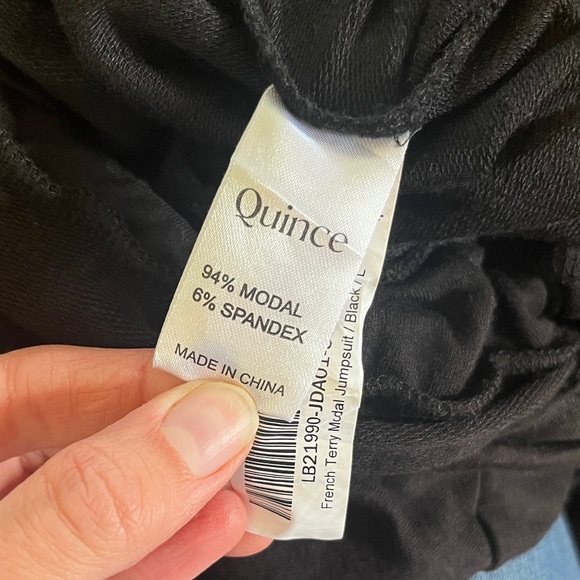 Quince
94% MODAL
6% SPANDEX
MADE IN CHINA
LB21990-JDA01-
French Terry Modal Jumpsuit / Black / L